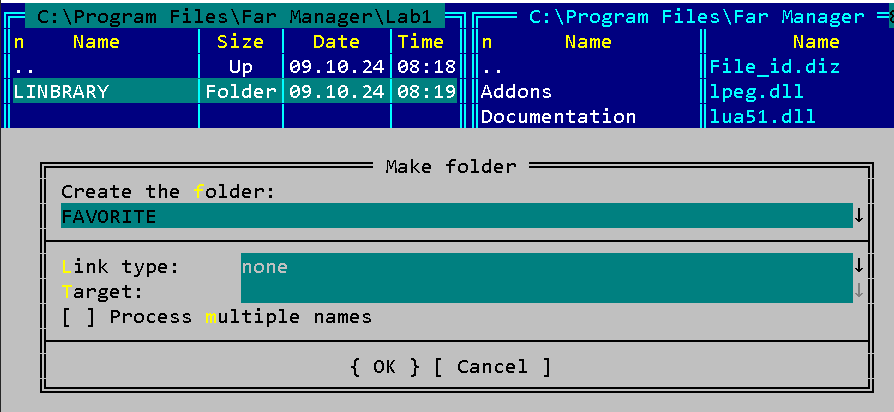 C:\Program Files\Far Manager\Lab1
n Name Size Date Time
.. Up 09.10.24 08:18
LINBRARY Folder 09.10.24 08:19
C:\Program Files\Far Manager
n Name Name
.. File_id.diz
Addons lpeg.dll
Documentation lua51.dll
Make folder
Create the folder:
FAVORITE ↓
Link type: none ↓
Target: ↓
[ ] Process multiple names
{ OK } [ Cancel ]